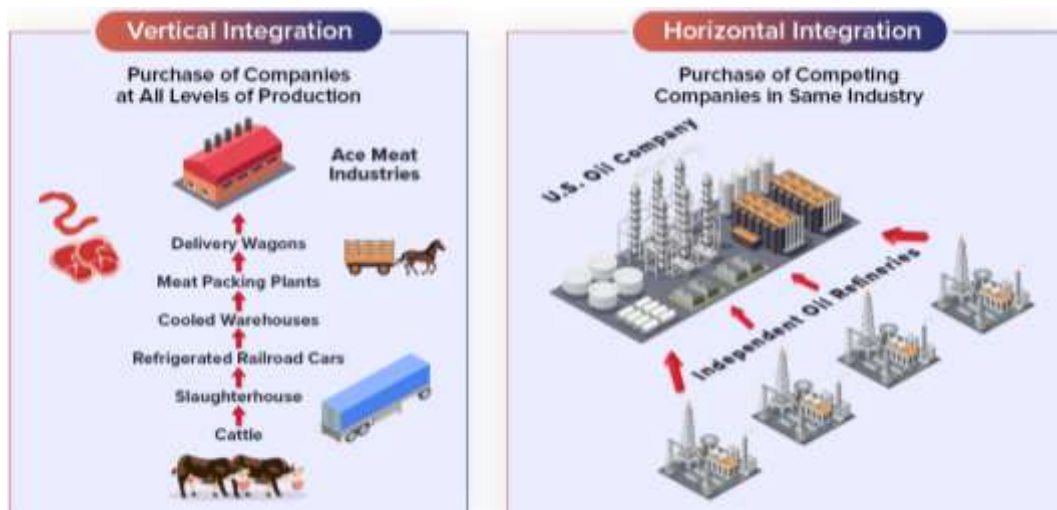 Vertical Integration
Purchase of Companies
at All Levels of Production
Ace Meat
Industries
Delivery Wagons
Meat Packing Plants
Cooled Warehouses
Refrigerated Railroad Cars
Slaughterhouse
Cattle
Horizontal Integration
Purchase of Competing
Companies in Same Industry
U.S. Oil Company
Independent Oil Refineries